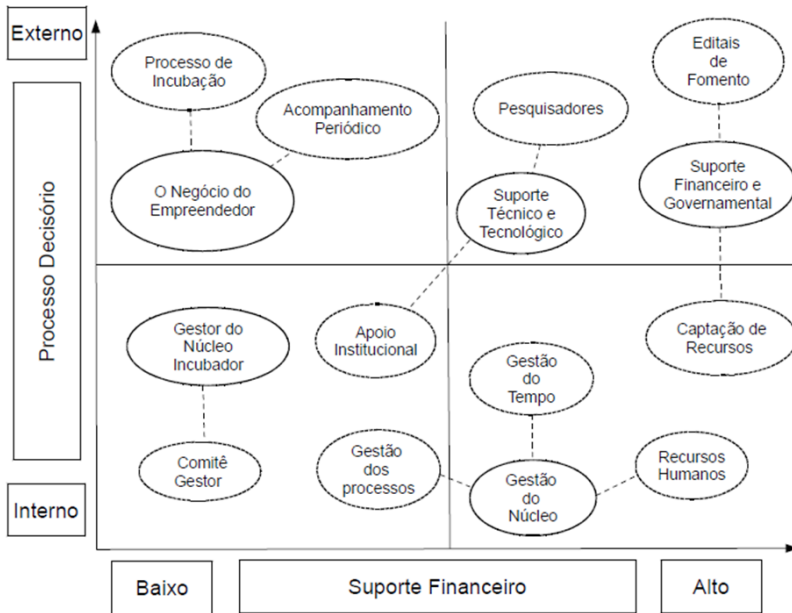 Externo
Processo de
Incubação
Acompanhamento
Periódico
O Negócio do
Empreendedor
Pesquisadores
Suporte
Técnico e
Tecnológico
Editais
de
Fomento
Suporte
Financeiro e
Governamental
Processo Decisório
Gestor do
Núcleo
Incubador
Apoio
Institucional
Gestão
do
Tempo
Captação de
Recursos
Comitê
Gestor
Gestão
dos
processos
Gestão
do
Núcleo
Recursos
Humanos
Interno
Baixo
Suporte Financeiro
Alto